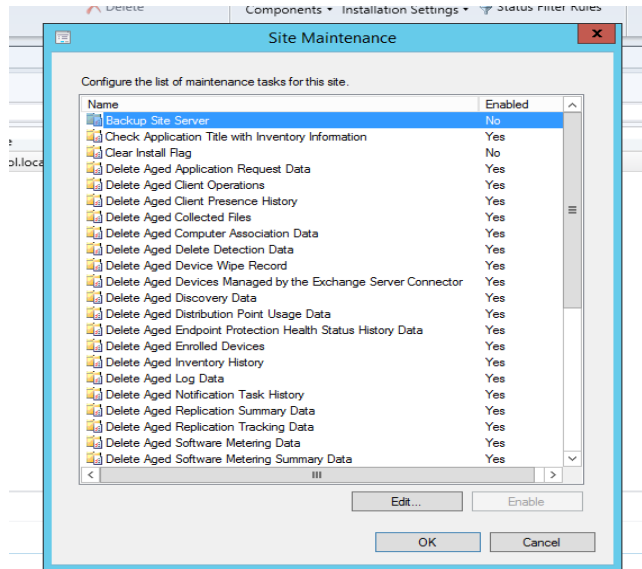 Delete
Components Installation Settings Status Filter Rules
Site Maintenance
x
Configure the list of maintenance tasks for this site.
Name Enabled
Backup Site Server No
Check Application Title with Inventory Information Yes
Clear Install Flag No
Delete Aged Application Request Data Yes
Delete Aged Client Operations Yes
Delete Aged Client Presence History Yes
Delete Aged Collected Files Yes
Delete Aged Computer Association Data Yes
Delete Aged Delete Detection Data Yes
Delete Aged Device Wipe Record Yes
Delete Aged Devices Managed by the Exchange Server Connector Yes
Delete Aged Discovery Data Yes
Delete Aged Distribution Point Usage Data Yes
Delete Aged Endpoint Protection Health Status History Data Yes
Delete Aged Enrolled Devices Yes
Delete Aged Inventory History Yes
Delete Aged Log Data Yes
Delete Aged Notification Task History Yes
Delete Aged Replication Summary Data Yes
Delete Aged Replication Tracking Data Yes
Delete Aged Software Metering Data Yes
Delete Aged Software Metering Summary Data Yes
Edit... Enable
OK Cancel